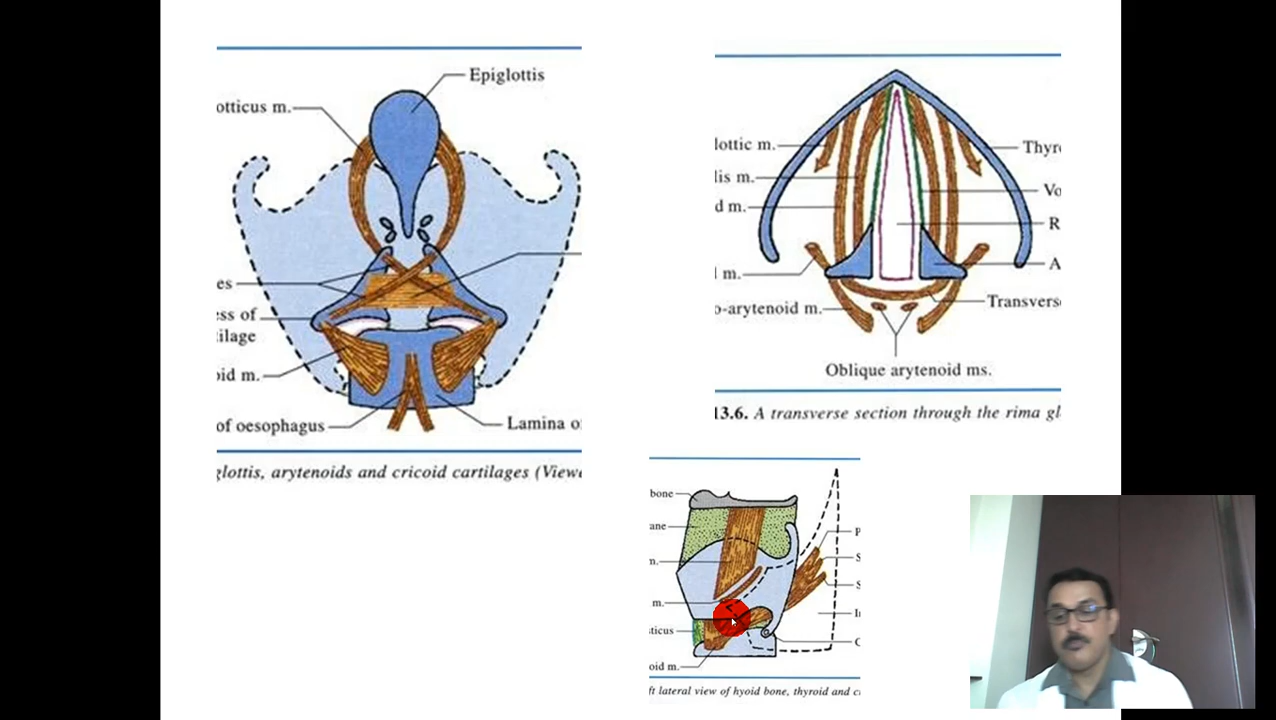 Epiglottis
otticus m.
es
ss of
ilage
oid m.
of oesophagus
Lamina o
glottis, arytenoids and cricoid cartilages (View
lottic m.
lis m.
d m.
l m.
o-arytenoid m.
Thyr
Vo
R
A
Transvers
Oblique arytenoid ms.
13.6. A transverse section through the rima gl
bone
ane
n.
m.
ticus
oid m.
P
S
S
I
C
ft lateral view of hyoid bone, thyroid and c